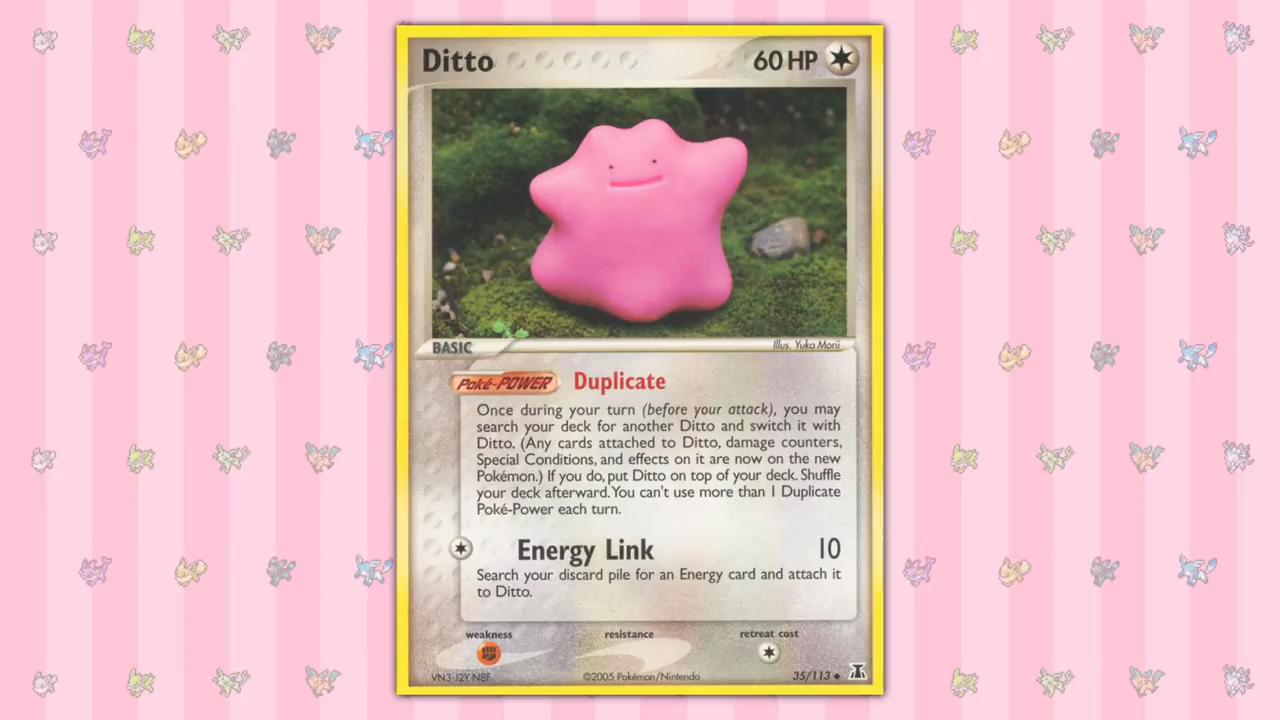 Ditto 60 HP
BASIC
Illus. Yuka Morii
Poké-POWER Duplicate
Once during your turn (before your attack), you may
search your deck for another Ditto and switch it with
Ditto. (Any cards attached to Ditto, damage counters,
Special Conditions, and effects on it are now on the new
Pokémon.) If you do, put Ditto on top of your deck. Shuffle
your deck afterward. You can't use more than 1 Duplicate
Poké-Power each turn.
Energy Link 10
Search your discard pile for an Energy card and attach it
to Ditto.
weakness resistance retreat cost
VN3-J2Y-N8F ©2005 Pokémon/Nintendo 35/113